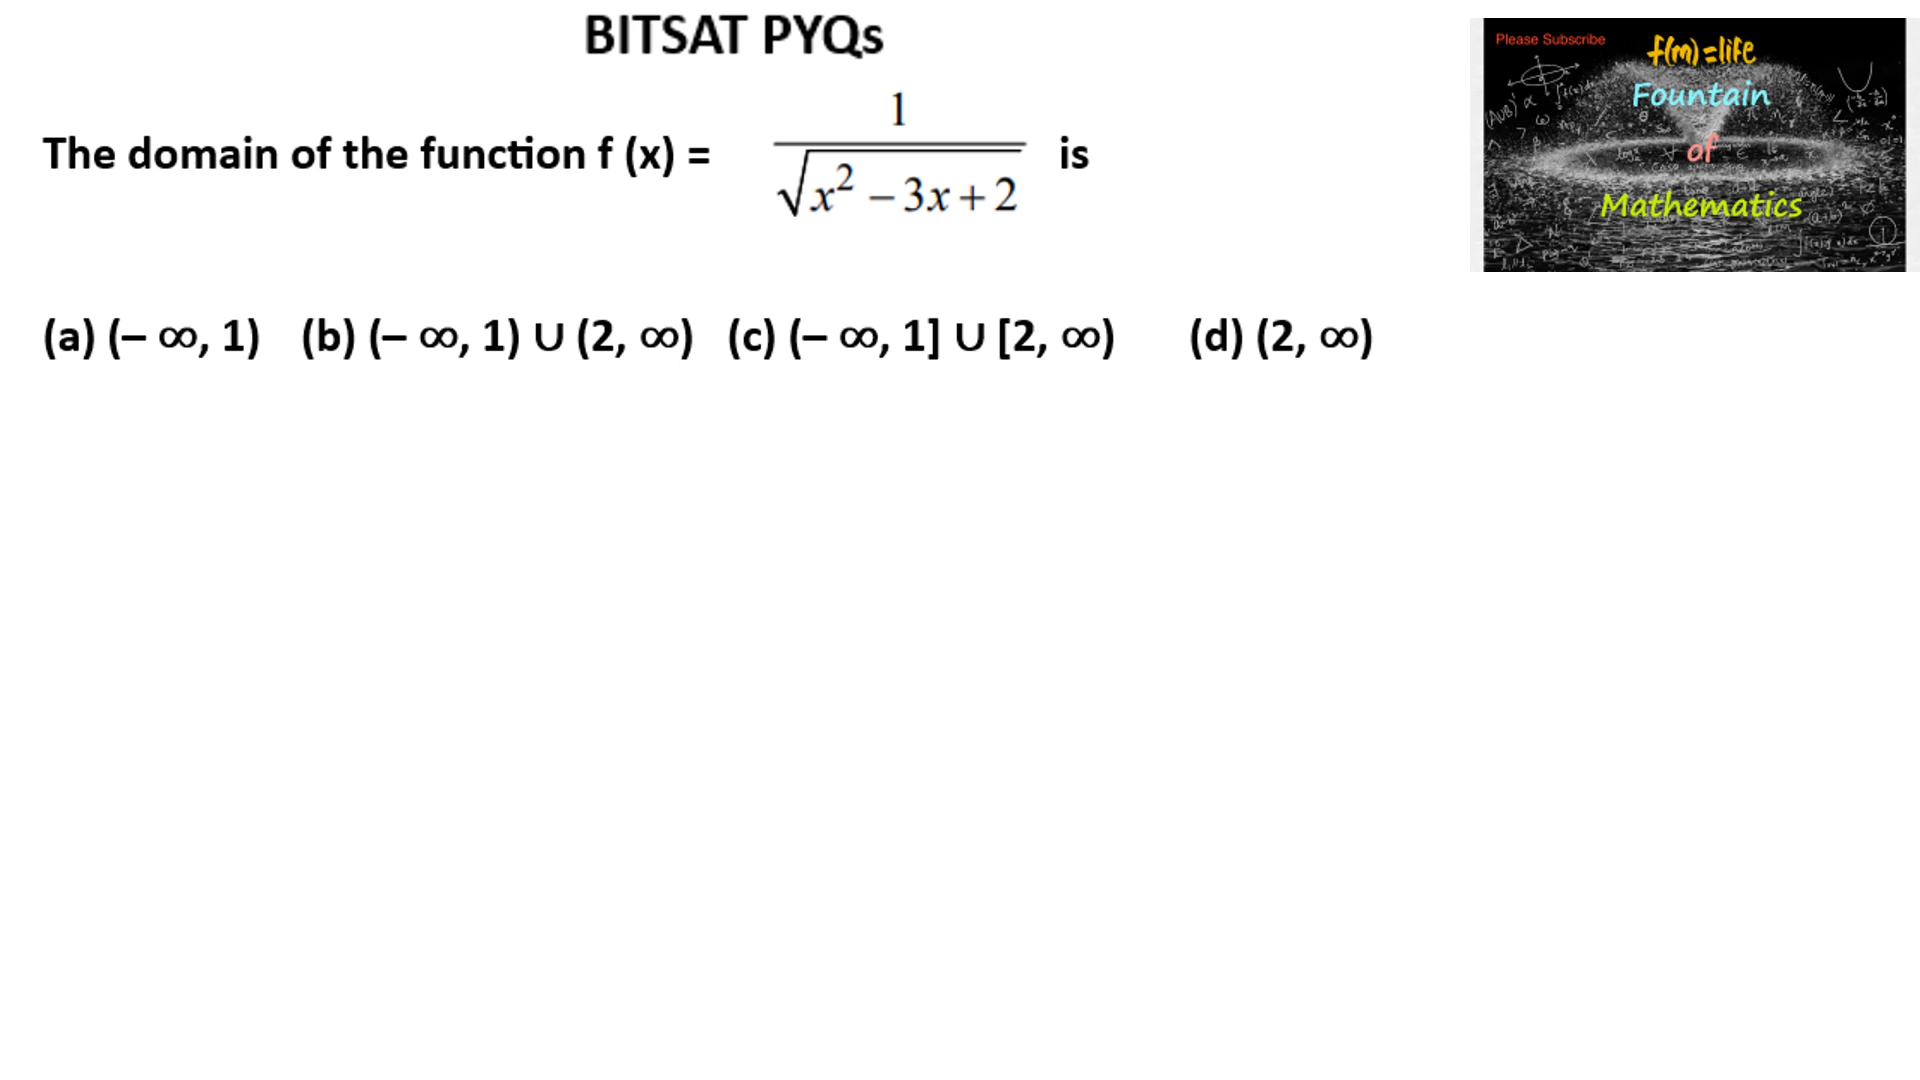 BITSAT PYQs
The domain of the function f (x) = 1 / √x² – 3x + 2 is
(a) (– ∞, 1) (b) (– ∞, 1) ∪ (2, ∞) (c) (– ∞, 1] ∪ [2, ∞) (d) (2, ∞)
Please Subscribe
f(m)=life
Fountain
of
Mathematics